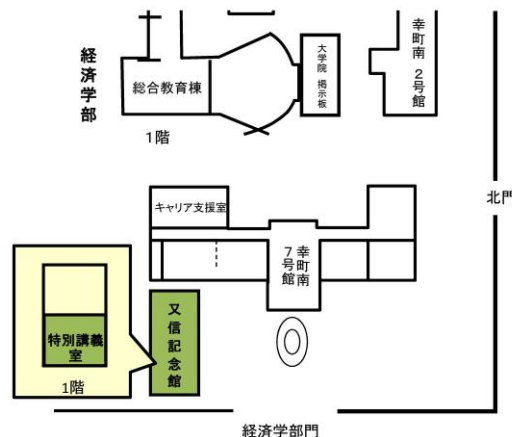 経済学部
総合教育棟
1階
大学院 掲示板
幸町南 2号館
北門
キャリア支援室
幸町南
7号館
特別講義
室
1階
又信記念館
経済学部門